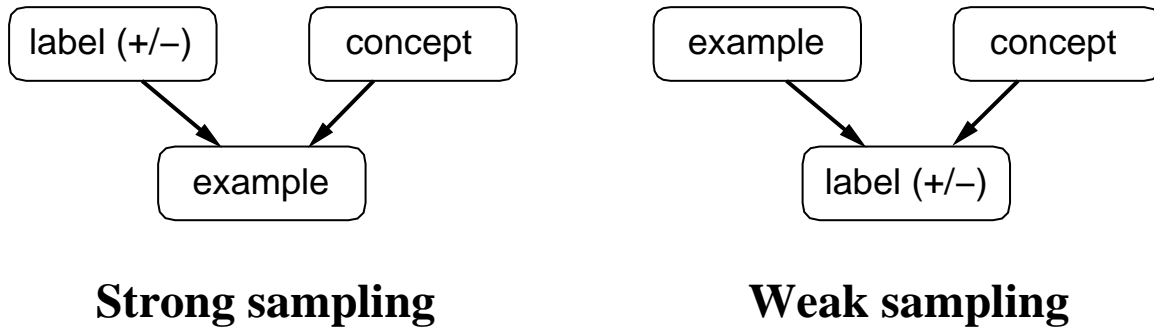 label (+/−)
concept
example
Strong sampling
example
concept
label (+/−)
Weak sampling